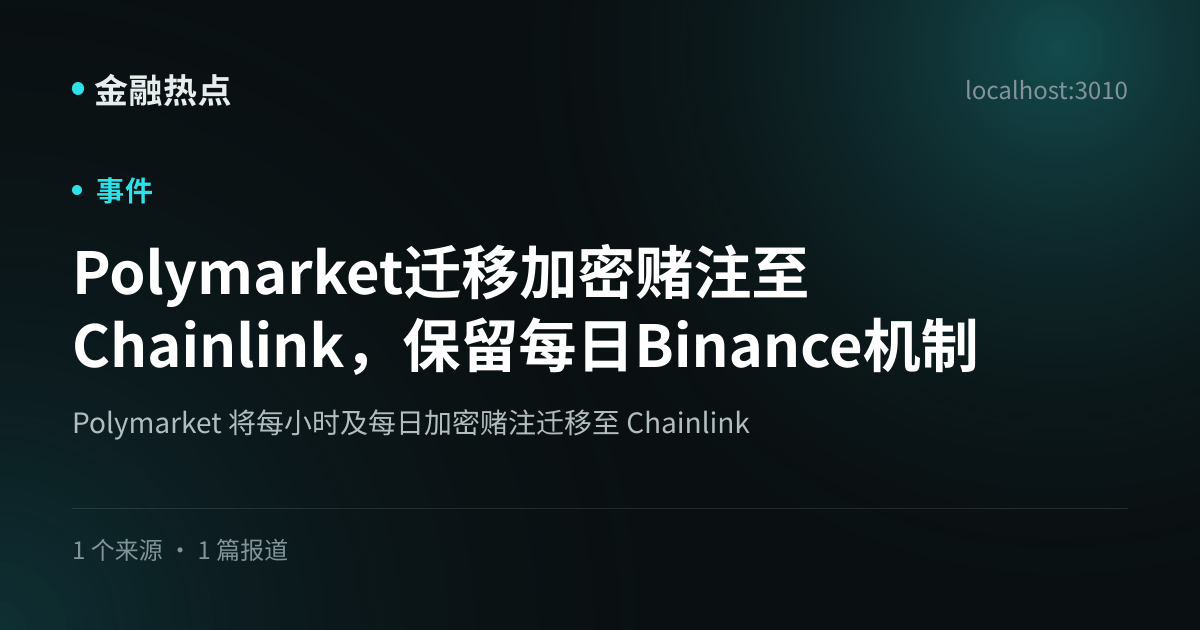 金融热点
localhost:3010
事件
Polymarket迁移加密赌注至
Chainlink，保留每日Binance机制
Polymarket 将每小时及每日加密赌注迁移至 Chainlink
1 个来源 · 1 篇报道